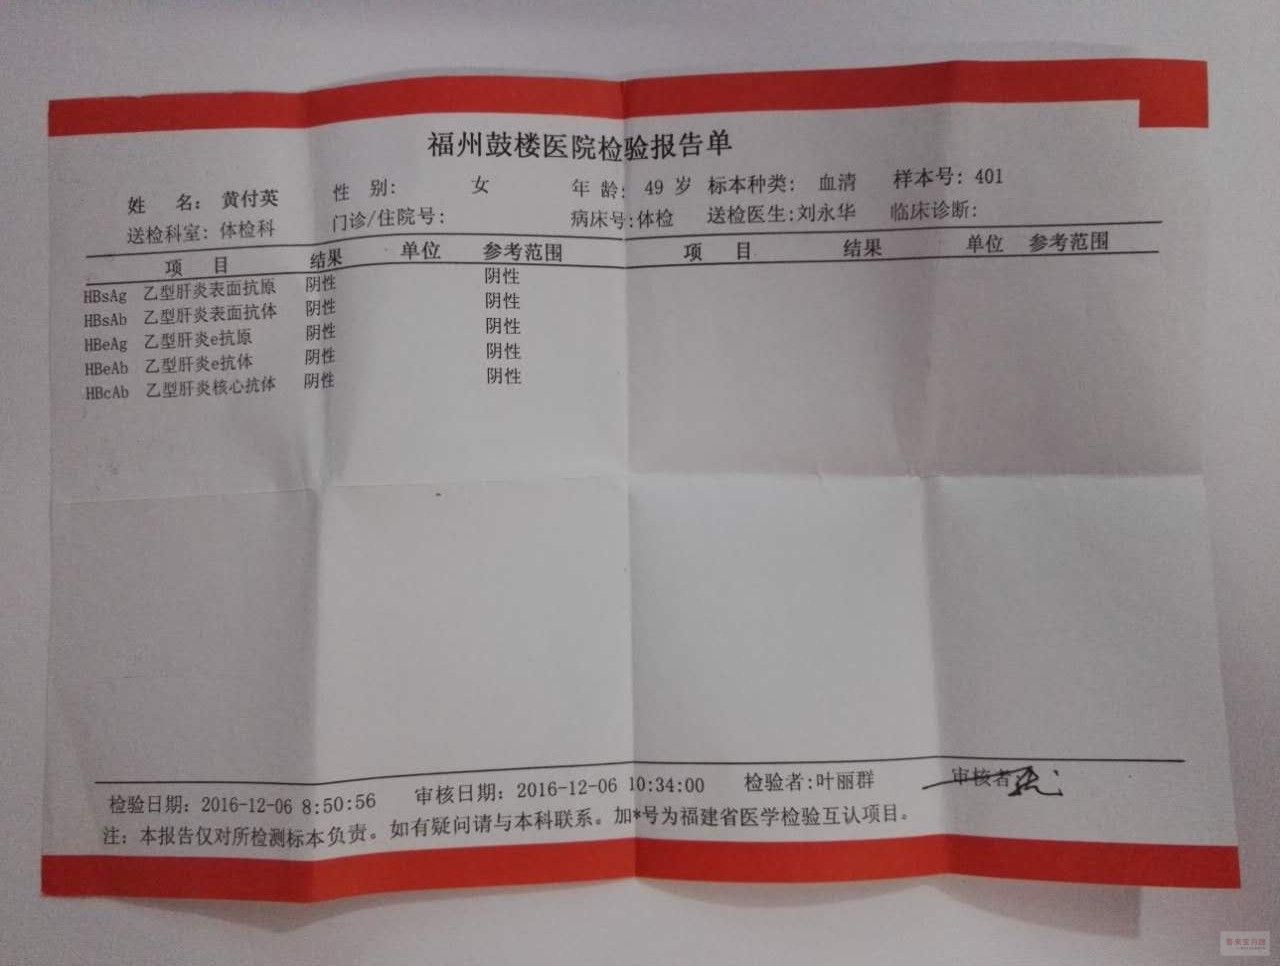 福州鼓楼医院检验报告单
姓 名: 黄付英 性 别: 女 年 龄: 49 岁 标本种类: 血清 样本号: 401
送检科室: 体检科 门诊/住院号: 病床号:体检 送检医生:刘永华 临床诊断:
项 目 结果 单位 参考范围 项 目 结果 单位 参考范围
HBsAg 乙型肝炎表面抗原 阴性 阴性
HBsAb 乙型肝炎表面抗体 阴性 阴性
HBeAg 乙型肝炎e抗原 阴性 阴性
HBeAb 乙型肝炎e抗体 阴性 阴性
HBcAb 乙型肝炎核心抗体 阴性 阴性
检验日期: 2016-12-06 8:50:56 审核日期: 2016-12-06 10:34:00 检验者:叶丽群 审核者
注: 本报告仅对所检测标本负责。如有疑问请与本科联系。加*号为福建省医学检验互认项目。